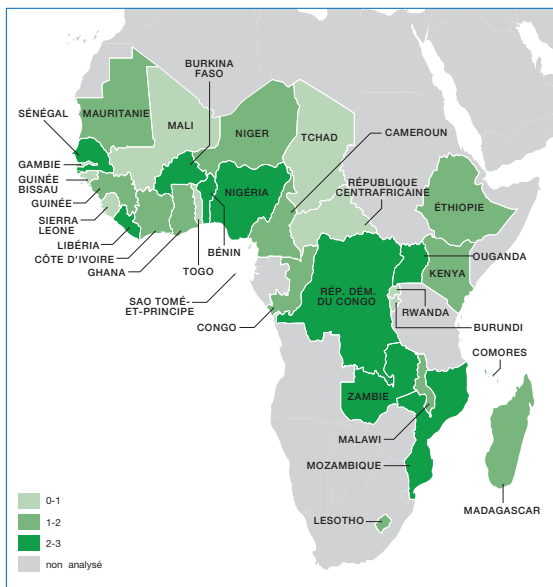 BURKINA
FASO
SÉNÉGAL
MAURITANIE
MALI
NIGER
TCHAD
CAMEROUN
GAMBIE
GUINÉE
BISSAU
GUINÉE
SIERRA
LEONE
LIBÉRIA
CÔTE D'IVOIRE
GHANA
TOGO
BÉNIN
NIGÉRIA
RÉPUBLIQUE
CENTRAFRICAINE
ÉTHIOPIE
OUGANDA
KENYA
SAO TOMÉ-
ET-PRINCIPE
CONGO
RÉP. DÉM.
DU CONGO
RWANDA
BURUNDI
COMORES
ZAMBIE
MALAWI
MOZAMBIQUE
MADAGASCAR
LESOTHO
0-1
1-2
2-3
non analysé